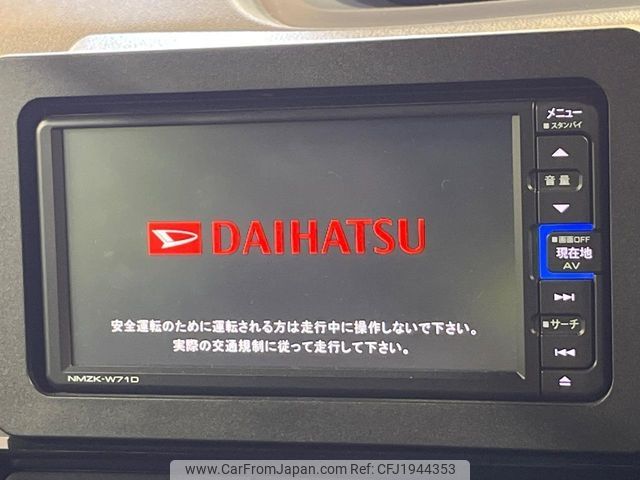 メニュー
■スタンバイ
音量
■画面OFF
現在地
AV
■サーチ
DAIHATSU
安全運転のために運転される方は走行中に操作しないで下さい。
実際の交通規制に従って走行して下さい。
NMZK-W71D
www.CarFromJapan.com Photo ID: CFJ1944353